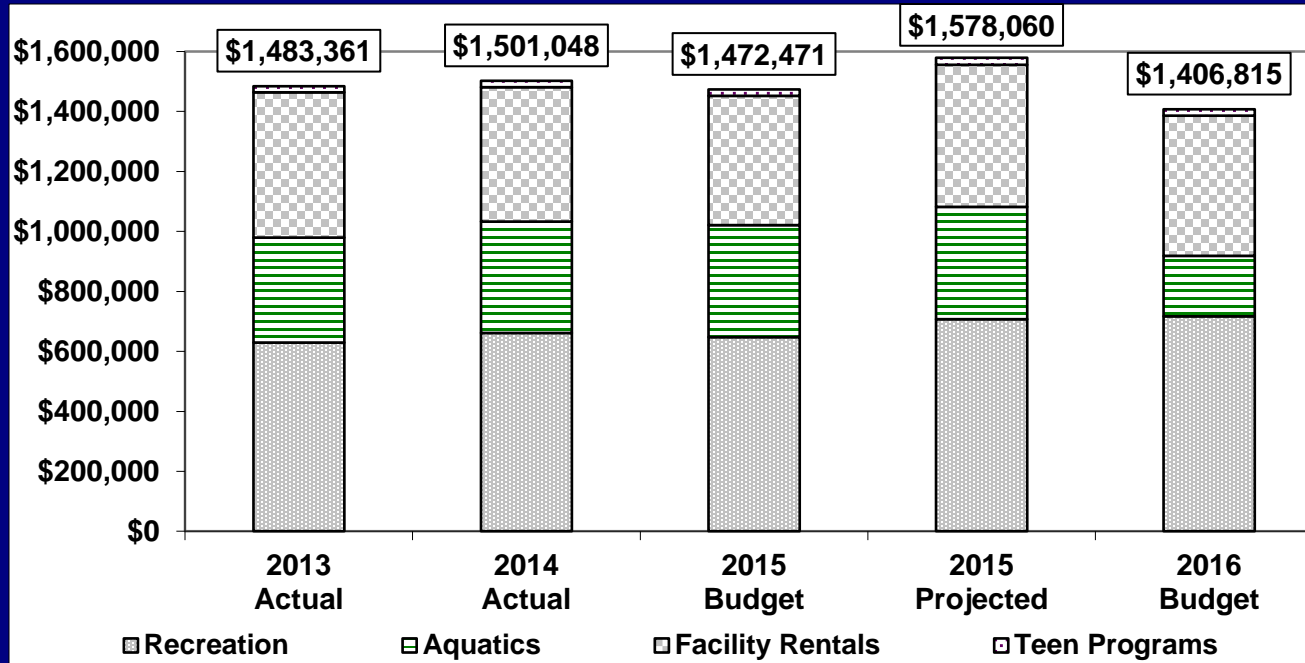 $1,578,060
$1,483,361
$1,501,048
$1,472,471
$1,406,815
$1,600,000
$1,400,000
$1,200,000
$1,000,000
$800,000
$600,000
$400,000
$200,000
$0
2013 Actual
2014 Actual
2015 Budget
2015 Projected
2016 Budget
Recreation
Aquatics
Facility Rentals
Teen Programs